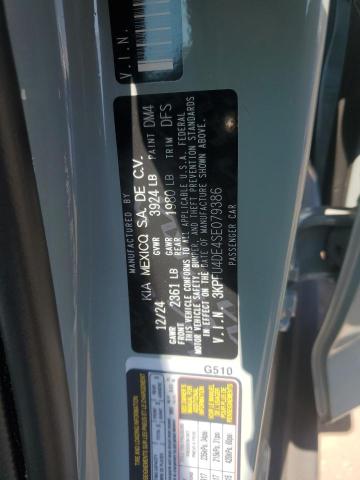 V.I.N.
MANUFACTURED BY
KIA MEXICO, S.A. DE C.V.
12/24 GVWR 3924 LB PAINT DM4
GAWR FRONT 2361 LB GAWR REAR 1980 LB TRIM DFS
THIS VEHICLE CONFORMS TO ALL APPLICABLE U.S.A. FEDERAL
MOTOR VEHICLE SAFETY, BUMPER, AND THEFT PREVENTION
STANDARDS IN EFFECT ON THE DATE OF MANUFACTURE SHOWN ABOVE.
V.I.N. 3KPFU4DE4SE079386
PASSENGER CAR
G510